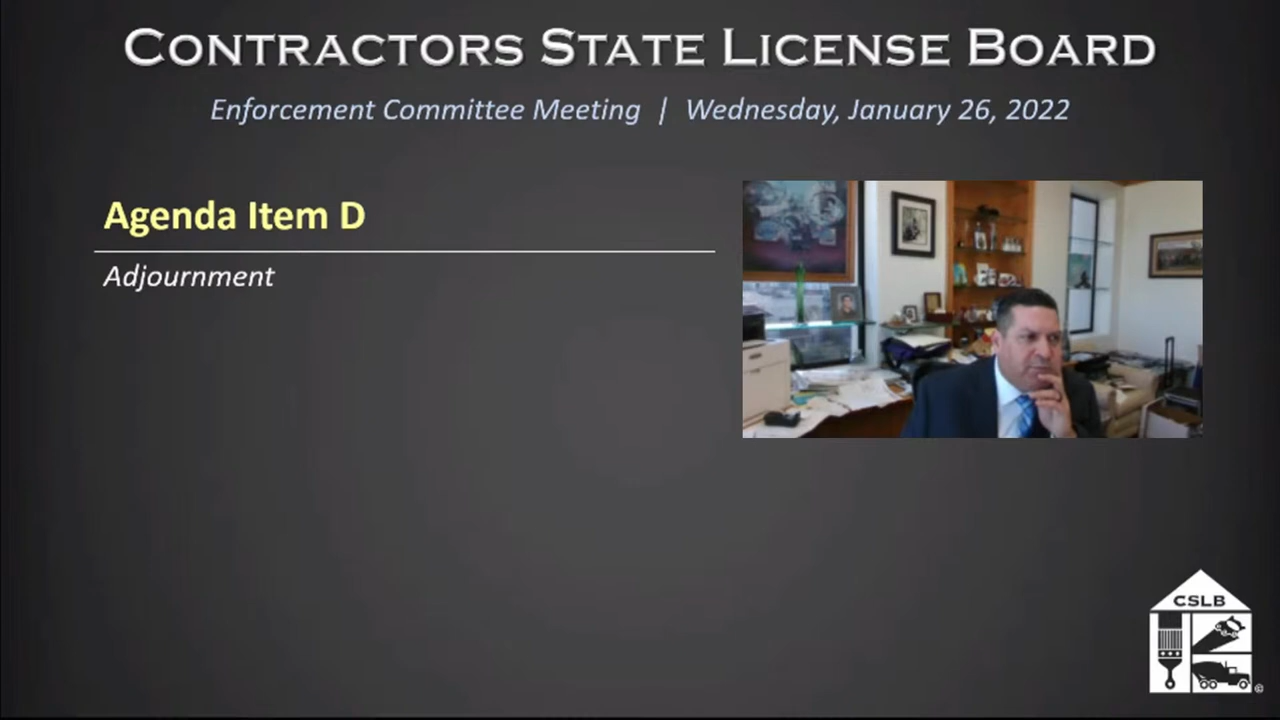 CONTRACTORS STATE LICENSE BOARD
Enforcement Committee Meeting | Wednesday, January 26, 2022
Agenda Item D
Adjournment
CSLB
©